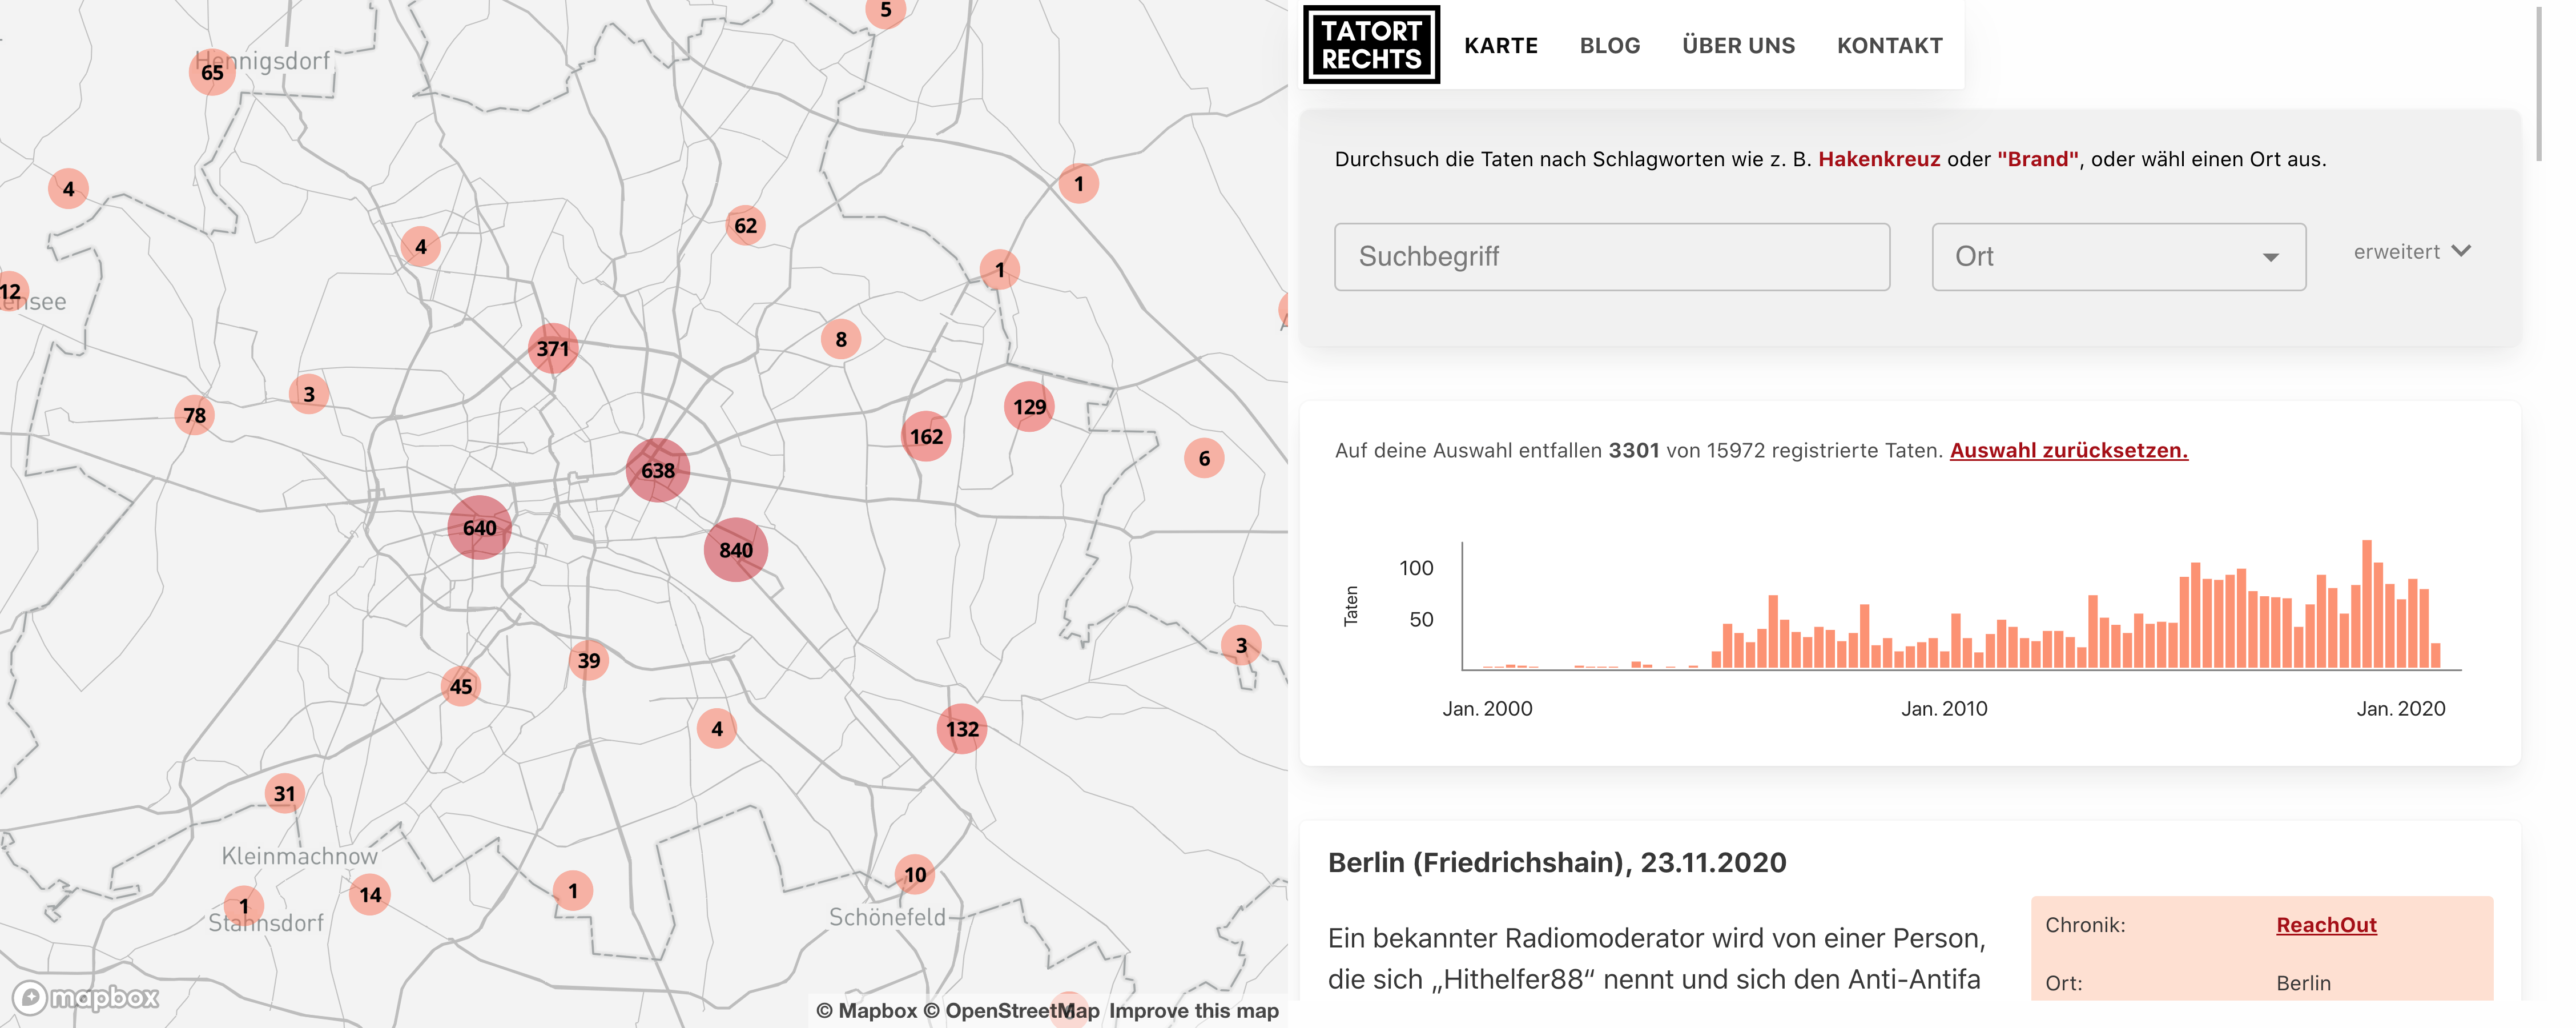 5
Hennigsdorf
65
4
1
62
4
1
12
ensee
8
371
3
78
129
162
6
638
640
840
3
39
45
4
132
31
Kleinmachnow
14
1
1
10
Stahnsdorf
Schönefeld
mapbox
© Mapbox © OpenStreetMap Improve this map
TATORT
RECHTS
KARTE BLOG ÜBER UNS KONTAKT
Durchsuch die Taten nach Schlagworten wie z. B. Hakenkreuz oder "Brand", oder wähl einen Ort aus.
Suchbegriff
Ort
erweitert
Auf deine Auswahl entfallen 3301 von 15972 registrierte Taten. Auswahl zurücksetzen.
Taten
100
50
Jan. 2000 Jan. 2010 Jan. 2020
Berlin (Friedrichshain), 23.11.2020
Ein bekannter Radiomoderator wird von einer Person,
die sich „Hithelfer88“ nennt und sich den Anti-Antifa
Chronik: ReachOut
Ort: Berlin